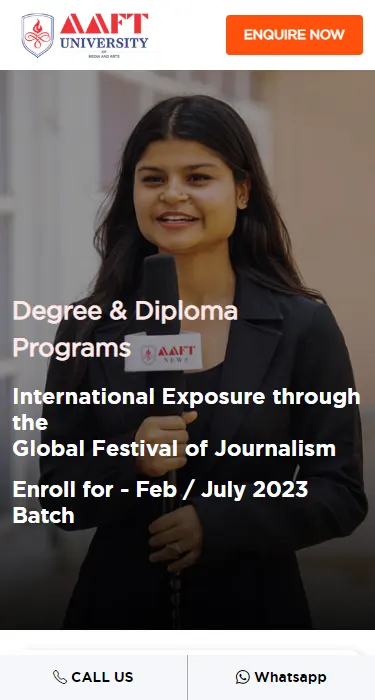 AAFT
UNIVERSITY
OF
MEDIA AND ARTS
ENQUIRE NOW
Degree & Diploma
Programs
AAFT
NEWS
International Exposure through
the
Global Festival of Journalism
Enroll for - Feb / July 2023
Batch
CALL US
Whatsapp